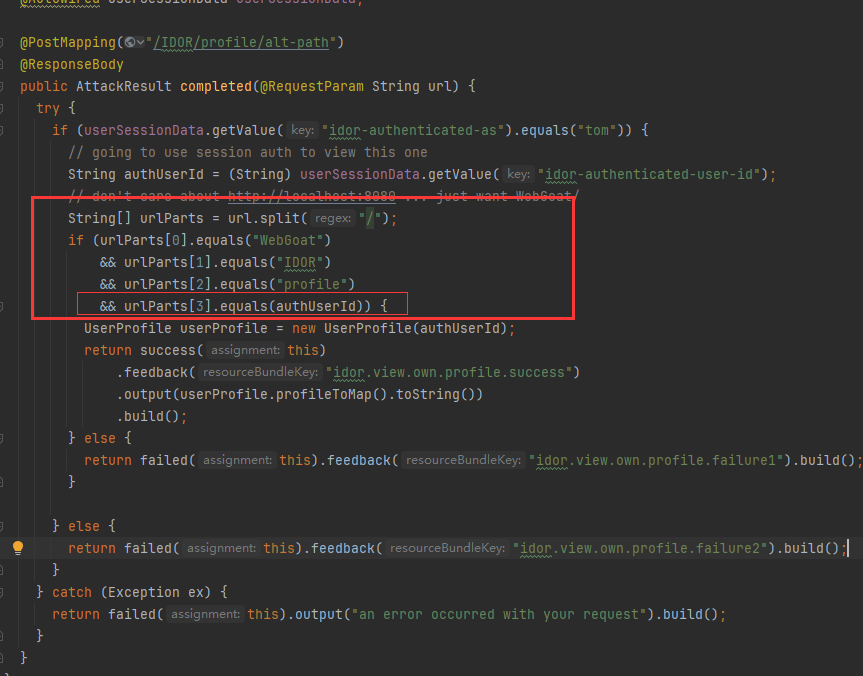 @Autowired UserSessionData userSessionData;
@PostMapping("/IDOR/profile/alt-path")
@ResponseBody
public AttackResult completed(@RequestParam String url) {
try {
if (userSessionData.getValue( key: "idor-authenticated-as").equals("tom")) {
// going to use session auth to view this one
String authUserId = (String) userSessionData.getValue( key: "idor-authenticated-user-id");
// don't care about http://localhost:8080 ... just want WebGoat/
String[] urlParts = url.split( regex: "/");
if (urlParts[0].equals("WebGoat")
&& urlParts[1].equals("IDOR")
&& urlParts[2].equals("profile")
&& urlParts[3].equals(authUserId)) {
UserProfile userProfile = new UserProfile(authUserId);
return success( assignment: this)
.feedback( resourceBundleKey: "idor.view.own.profile.success")
.output(userProfile.profileToMap().toString())
.build();
} else {
return failed( assignment: this).feedback( resourceBundleKey: "idor.view.own.profile.failure1").build();
}
} else {
return failed( assignment: this).feedback( resourceBundleKey: "idor.view.own.profile.failure2").build();
}
} catch (Exception ex) {
return failed( assignment: this).output("an error occurred with your request").build();
}
}